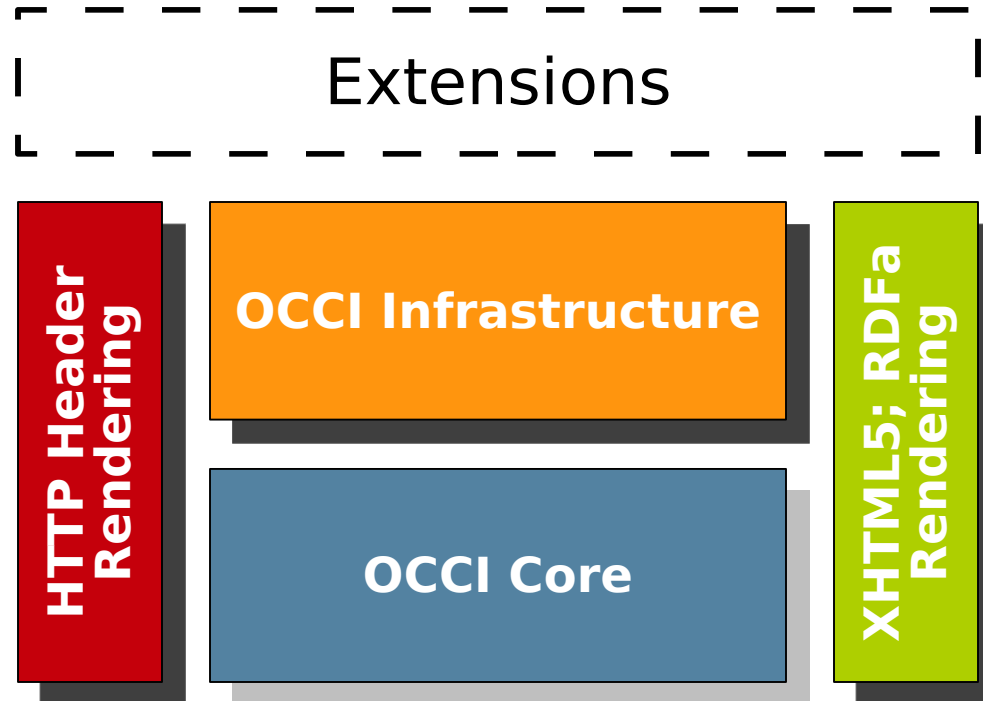 Extensions
HTTP Header
Rendering
OCCI Infrastructure
OCCI Core
XHTML5; RDFa
Rendering